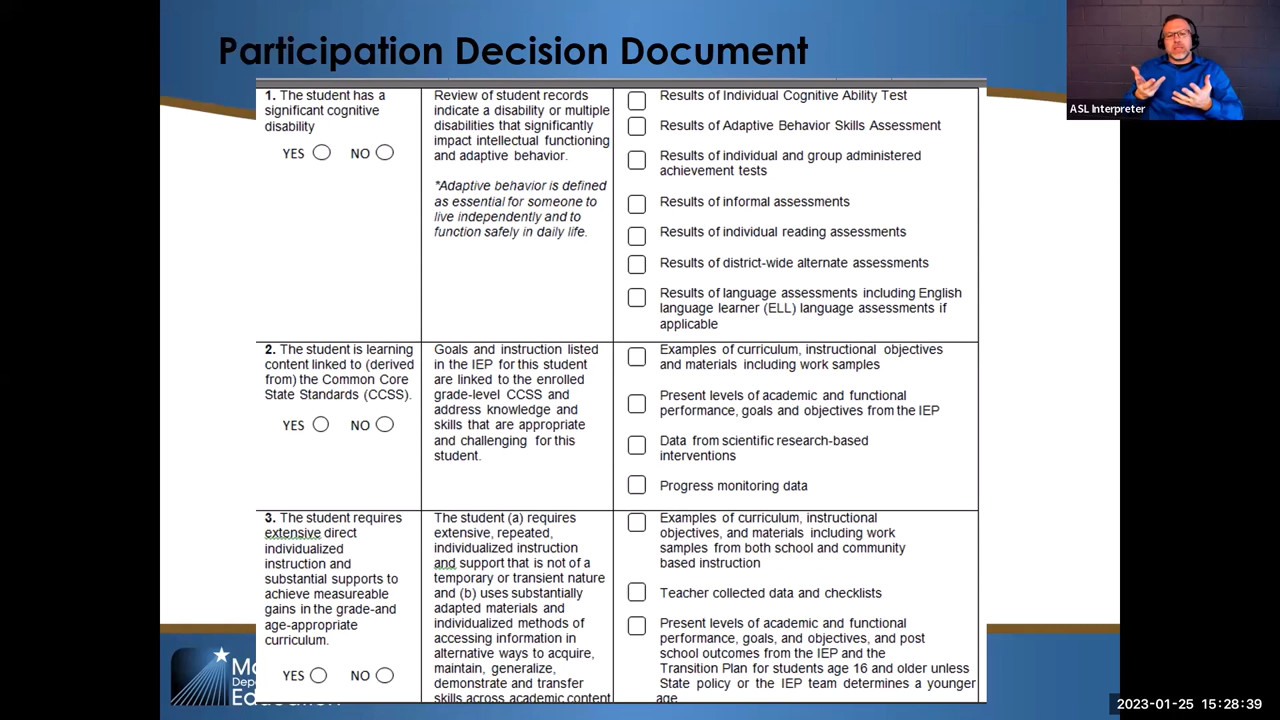 Participation Decision Document
ASL Interpreter
1. The student has a
significant cognitive
disability
YES NO
Review of student records
indicate a disability or multiple
disabilities that significantly
impact intellectual functioning
and adaptive behavior.
*Adaptive behavior is defined
as essential for someone to
live independently and to
function safely in daily life.
Results of Individual Cognitive Ability Test
Results of Adaptive Behavior Skills Assessment
Results of individual and group administered
achievement tests
Results of informal assessments
Results of individual reading assessments
Results of district-wide alternate assessments
Results of language assessments including English
language learner (ELL) language assessments if
applicable
2. The student is learning
content linked to (derived
from) the Common Core
State Standards (CCSS).
YES NO
Goals and instruction listed
in the IEP for this student
are linked to the enrolled
grade-level CCSS and
address knowledge and
skills that are appropriate
and challenging for this
student.
Examples of curriculum, instructional objectives
and materials including work samples
Present levels of academic and functional
performance, goals and objectives from the IEP
Data from scientific research-based
interventions
Progress monitoring data
3. The student requires
extensive direct
individualized
instruction and
substantial supports to
achieve measureable
gains in the grade-and
age-appropriate
curriculum.
YES NO
The student (a) requires
extensive, repeated,
individualized instruction
and support that is not of a
temporary or transient nature
and (b) uses substantially
adapted materials and
individualized methods of
accessing information in
alternative ways to acquire,
maintain, generalize,
demonstrate and transfer
skills across academic content
Examples of curriculum, instructional
objectives, and materials including work
samples from both school and community
based instruction
Teacher collected data and checklists
Present levels of academic and functional
performance, goals, and objectives, and post
school outcomes from the IEP and the
Transition Plan for students age 16 and older unless
State policy or the IEP team determines a younger
age
Education
2023-01-25 15:28:39